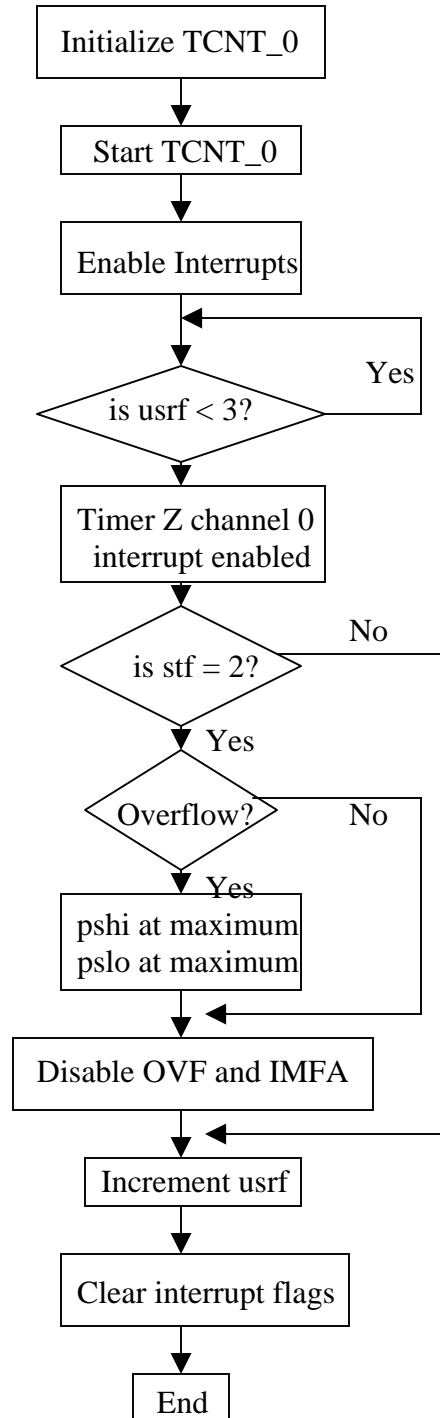 Initialize TCNT_0
Start TCNT_0
Enable Interrupts
Yes
is usrf < 3?
Timer Z channel 0
interrupt enabled
No
is stf = 2?
Yes
Overflow?
No
Yes
pshi at maximum
pslo at maximum
Disable OVF and IMFA
Increment usrf
Clear interrupt flags
End